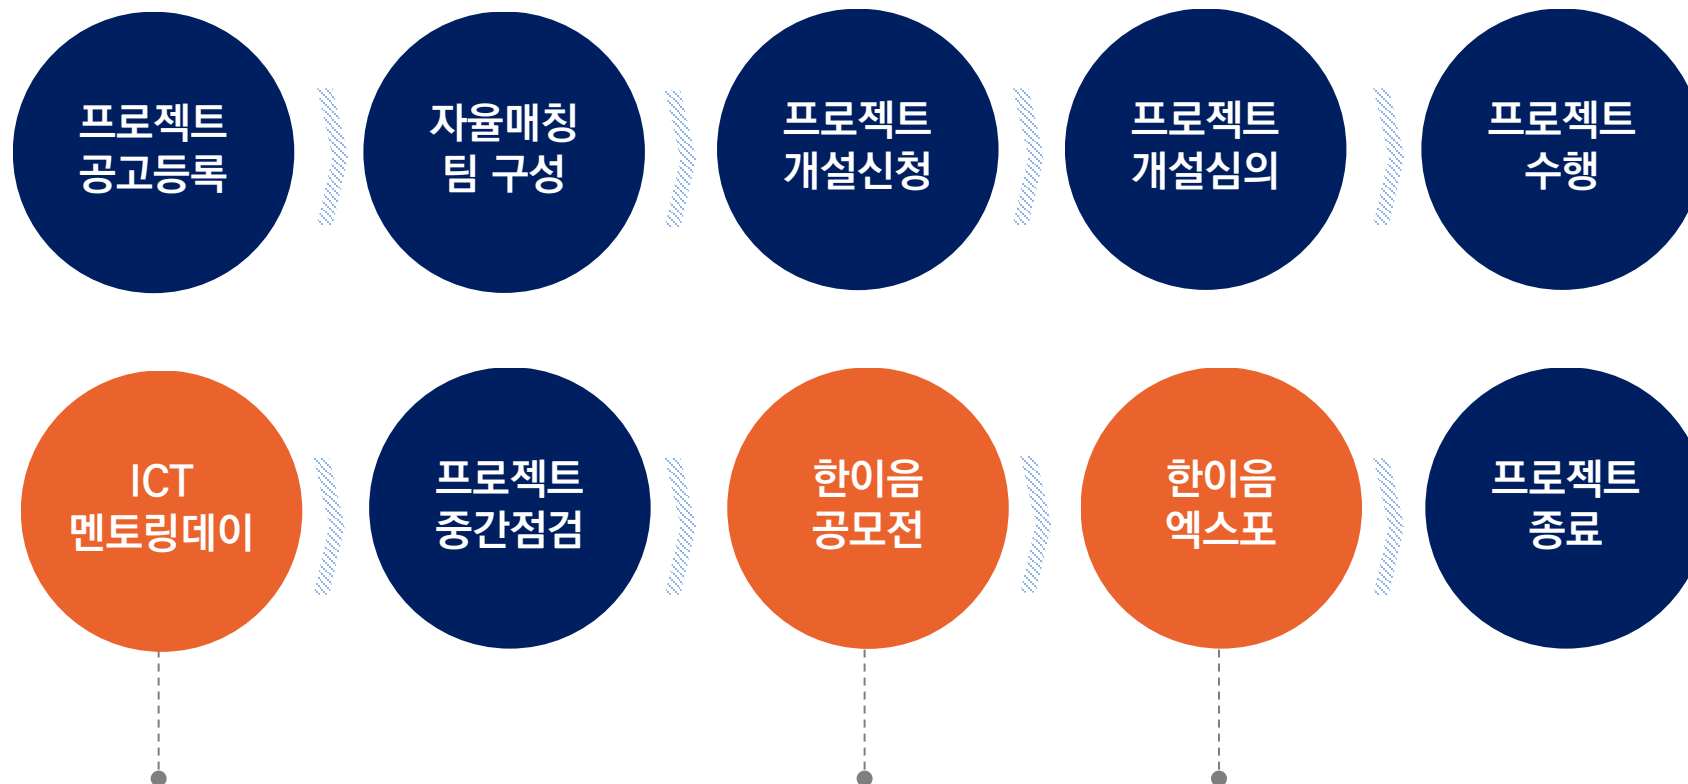 프로젝트
공고등록
자율매칭
팀 구성
프로젝트
개설신청
프로젝트
개설심의
프로젝트
수행
ICT
멘토링데이
프로젝트
중간점검
한이음
공모전
한이음
엑스포
프로젝트
종료